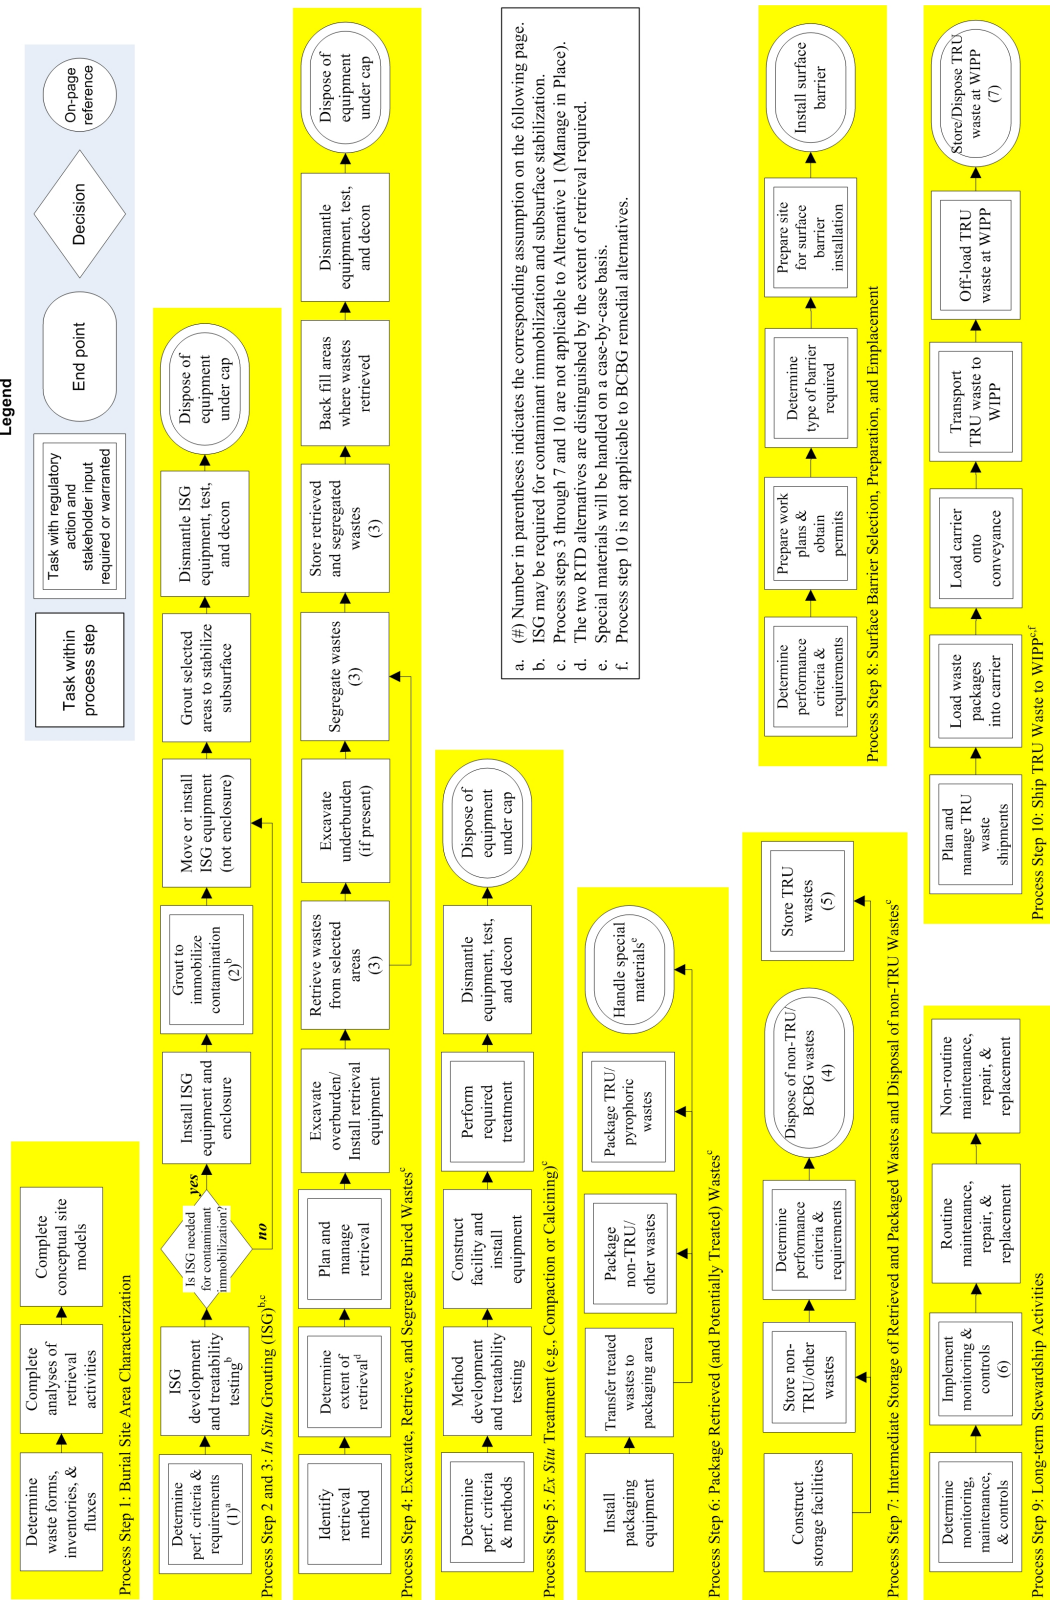 Legend
Task within
process step
Task with regulatory
action and
stakeholder input
required or warranted
End point
Decision
On-page
reference
Determine
waste forms,
inventories, &
fluxes
Complete
analyses of
retrieval
activities
Complete
conceptual site
models
Process Step 1: Burial Site Area Characterization
Determine
perf. criteria &
requirements
(1)a
ISG
development
and treatability
testingb
Is ISG needed
for contaminant
immobilization?
yes
no
Install ISG
equipment and
enclosure
Grout to
immobilize
contamination
(2)b
Move or install
ISG equipment
(not enclosure)
Grout selected
areas to stabilize
subsurface
Dismantle ISG
equipment, test,
and decon
Dispose of
equipment
under cap
Process Step 2 and 3: In Situ Grouting (ISG)b,c
Identify
retrieval
method
Determine
extent of
retrievald
Plan and
manage
retrieval
Excavate
overburden/
Install retrieval
equipment
Retrieve wastes
from selected
areas
(3)
Excavate
underburden
(if present)
Segregate wastes
(3)
Store retrieved
and segregated
wastes
(3)
Back fill areas
where wastes
retrieved
Dismantle
equipment, test,
and decon
Dispose of
equipment
under cap
Process Step 4: Excavate, Retrieve, and Segregate Buried Wastesc
Determine
perf. criteria
& methods
Method
development
and treatability
testing
Construct
facility and
install
equipment
Perform
required
treatment
Dismantle
equipment, test,
and decon
Dispose of
equipment
under cap
Process Step 5: Ex Situ Treatment (e.g., Compaction or Calcining)c
a. (#) Number in parentheses indicates the corresponding assumption on the following page.
b. ISG may be required for contaminant immobilization and subsurface stabilization.
c. Process steps 3 through 7 and 10 are not applicable to Alternative 1 (Manage in Place).
d. The two RTD alternatives are distinguished by the extent of retrieval required.
e. Special materials will be handled on a case-by-case basis.
f. Process step 10 is not applicable to BCBG remedial alternatives.
Install
packaging
equipment
Transfer treated
wastes to
packaging area
Package
non-TRU/
other wastes
Package TRU/
pyrophoric
wastes
Handle special
materialse
Process Step 6: Package Retrieved (and Potentially Treated) Wastesc
Construct
storage facilities
Store non-
TRU/other
wastes
Determine
performance
criteria &
requirements
Dispose of non-TRU/
BCBG wastes
(4)
Store TRU
wastes
(5)
Process Step 7: Intermediate Storage of Retrieved and Packaged Wastes and Disposal of non-TRU Wastesc
Determine
performance
criteria &
requirements
Prepare work
plans &
obtain
permits
Determine
type of barrier
required
Prepare site
for surface
barrier
installation
Install surface
barrier
Process Step 8: Surface Barrier Selection, Preparation, and Emplacement
Determine
monitoring,
maintenance,
& controls
Implement
monitoring &
controls
(6)
Routine
maintenance,
repair, &
replacement
Non-routine
maintenance,
repair, &
replacement
Process Step 9: Long-term Stewardship Activities
Plan and
manage TRU
waste
shipments
Load waste
packages
into carrier
Load carrier
onto
conveyance
Transport
TRU waste to
WIPP
Off-load TRU
waste at WIPP
Store/Dispose TRU
waste at WIPP
(7)
Process Step 10: Ship TRU Waste to WIPPc,f